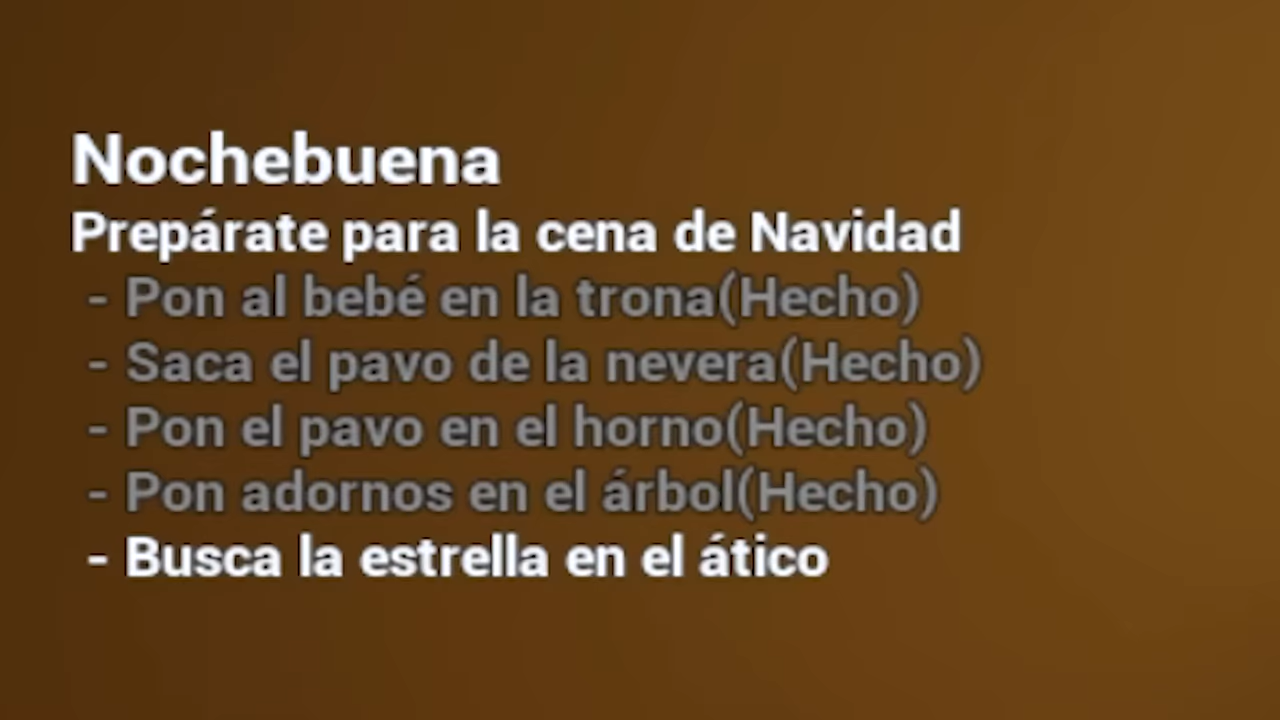 Nochebuena
Prepárate para la cena de Navidad
- Pon al bebé en la trona(Hecho)
- Saca el pavo de la nevera(Hecho)
- Pon el pavo en el horno(Hecho)
- Pon adornos en el árbol(Hecho)
- Busca la estrella en el ático